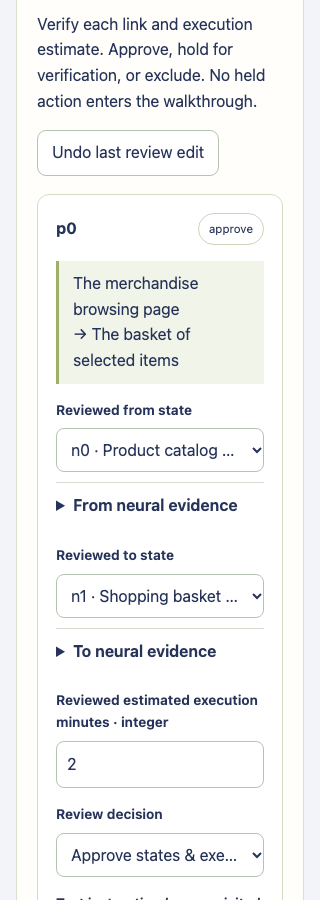 Verify each link and execution
estimate. Approve, hold for
verification, or exclude. No held
action enters the walkthrough.
Undo last review edit
p0
approve
The merchandise
browsing page
→ The basket of
selected items
Reviewed from state
n0 · Product catalog ...
From neural evidence
Reviewed to state
n1 · Shopping basket ...
To neural evidence
Reviewed estimated execution
minutes · integer
2
Review decision
Approve states & exe...